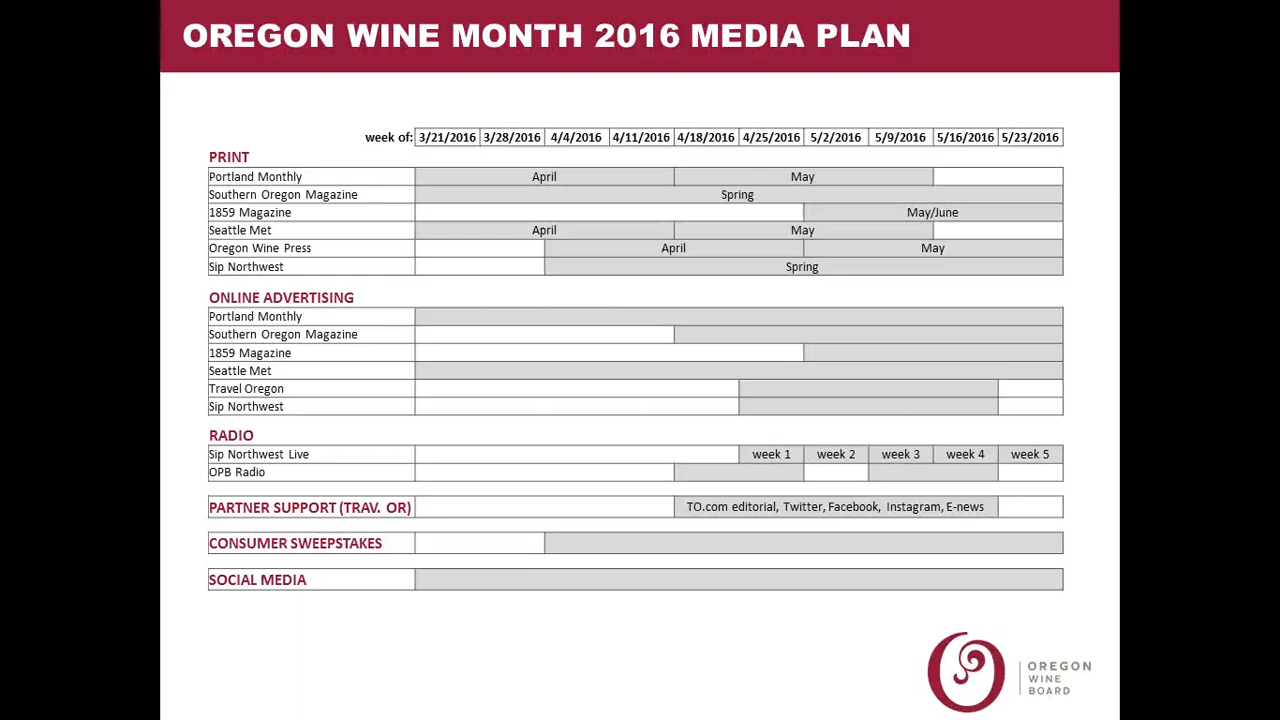 OREGON WINE MONTH 2016 MEDIA PLAN
week of: 3/21/2016 3/28/2016 4/4/2016 4/11/2016 4/18/2016 4/25/2016 5/2/2016 5/9/2016 5/16/2016 5/23/2016
PRINT
Portland Monthly April May
Southern Oregon Magazine Spring
1859 Magazine May/June
Seattle Met April May
Oregon Wine Press April May
Sip Northwest Spring
ONLINE ADVERTISING
Portland Monthly
Southern Oregon Magazine
1859 Magazine
Seattle Met
Travel Oregon
Sip Northwest
RADIO
Sip Northwest Live week 1 week 2 week 3 week 4 week 5
OPB Radio
PARTNER SUPPORT (TRAV. OR) TO.com editorial, Twitter, Facebook, Instagram, E-news
CONSUMER SWEEPSTAKES
SOCIAL MEDIA
OREGON
WINE
BOARD